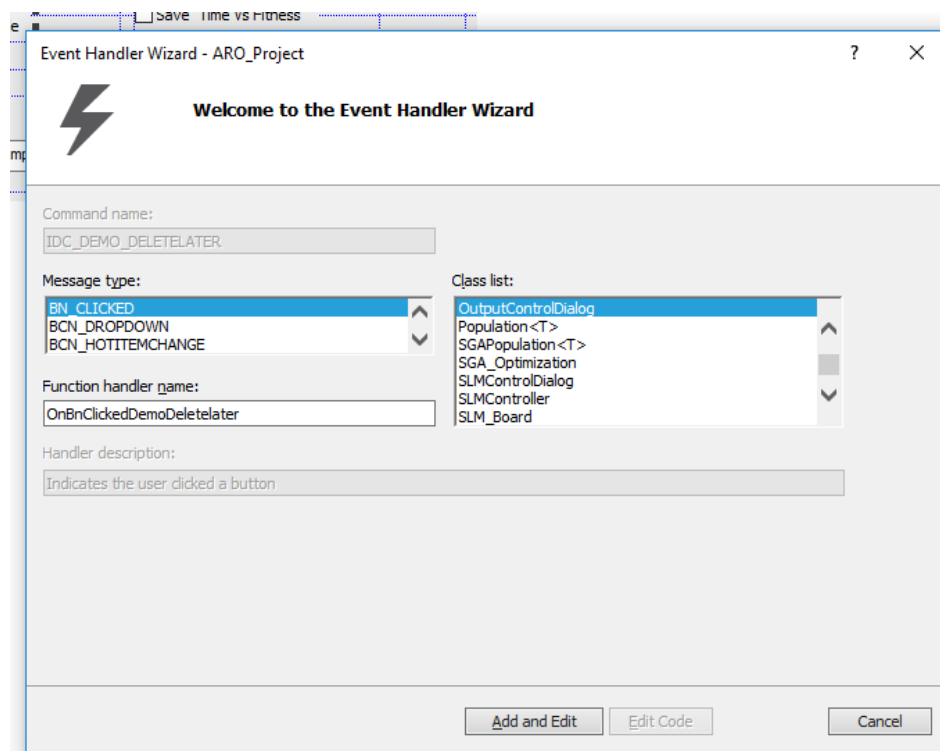 Save "Time vs Fitness"
e
Event Handler Wizard - ARO_Project
?
Welcome to the Event Handler Wizard
Command name:
IDC_DEMO_DELETELATER
Message type:
BN_CLICKED
BCN_DROPDOWN
BCN_HOTITEMCHANGE
Class list:
OutputControlDialog
Population<T>
SGAPopulation<T>
SGA_Optimization
SLMControlDialog
SLMController
SLM_Board
Function handler name:
OnBnClickedDemoDeletelater
Handler description:
Indicates the user clicked a button
Add and Edit
Edit Code
Cancel